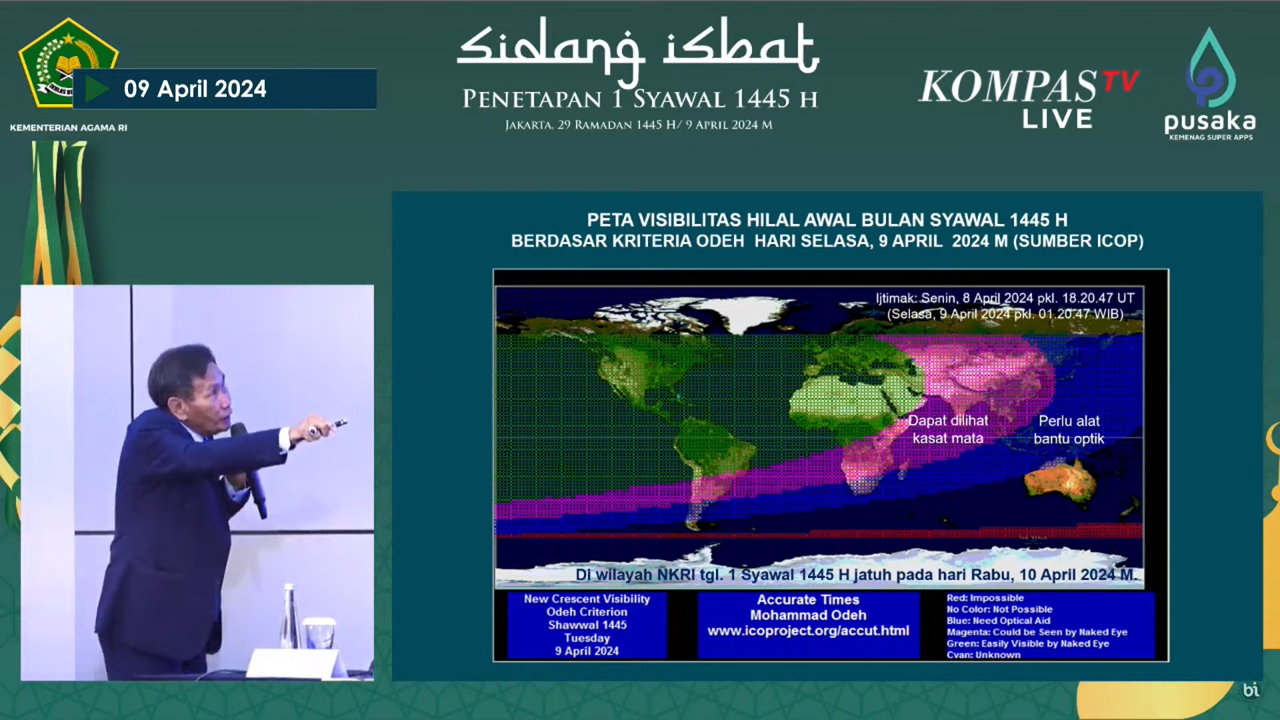 Sidang isbat
PENETAPAN 1 SYAWAL 1445 H
JAKARTA, 29 RAMADAN 1445 H/ 9 APRIL 2024 M
09 April 2024
KEMENTERIAN AGAMA RI
KOMPAS TV
LIVE
pusaka
KEMENAG SUPER APPS
PETA VISIBILITAS HILAL AWAL BULAN SYAWAL 1445 H
BERDASAR KRITERIA ODEH HARI SELASA, 9 APRIL 2024 M (SUMBER ICOP)
Ijtimak: Senin, 8 April 2024 pkl. 18.20.47 UT
(Selasa, 9 April 2024 pkl. 01.20.47 WIB)
Dapat dilihat
kasat mata
Perlu alat
bantu optik
Di wilayah NKRI tgl. 1 Syawal 1445 H jatuh pada hari Rabu, 10 April 2024 M.
New Crescent Visibility
Odeh Criterion
Shawwal 1445
Tuesday
9 April 2024
Accurate Times
Mohammad Odeh
www.icoproject.org/accut.html
Red: Impossible
No Color: Not Possible
Blue: Need Optical Aid
Magenta: Could be Seen by Naked Eye
Green: Easily Visible by Naked Eye
Cyan: Unknown
bi